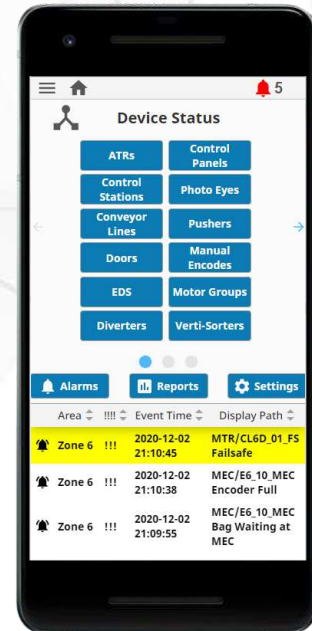 5
Device Status
ATRs
Control
Panels
Control
Stations
Photo Eyes
Conveyor
Lines
Pushers
Doors
Manual
Encodes
EDS
Motor Groups
Diverters
Verti-Sorters
Alarms
Reports
Settings
Area !!!! Event Time Display Path
Zone 6 !!! 2020-12-02 21:10:45 MTR/CL6D_01_FS
Failsafe
Zone 6 !!! 2020-12-02 21:10:38 MEC/E6_10_MEC
Encoder Full
Zone 6 !!! 2020-12-02 21:09:55 MEC/E6_10_MEC
Bag Waiting at
MEC